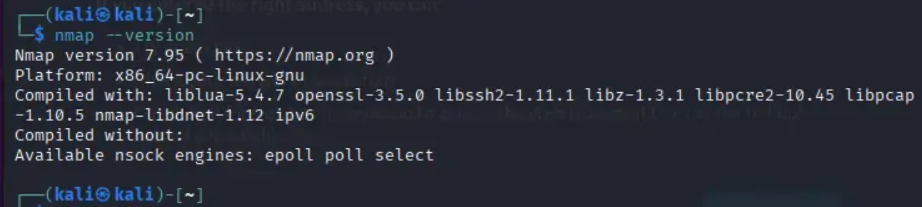 ┌──(kali㉿kali)-[~]
└─$ nmap --version
Nmap version 7.95 ( https://nmap.org )
Platform: x86_64-pc-linux-gnu
Compiled with: liblua-5.4.7 openssl-3.5.0 libssh2-1.11.1 libz-1.3.1 libpcre2-10.45 libpcap
-1.10.5 nmap-libdnet-1.12 ipv6
Compiled without:
Available nsock engines: epoll poll select
┌──(kali㉿kali)-[~]